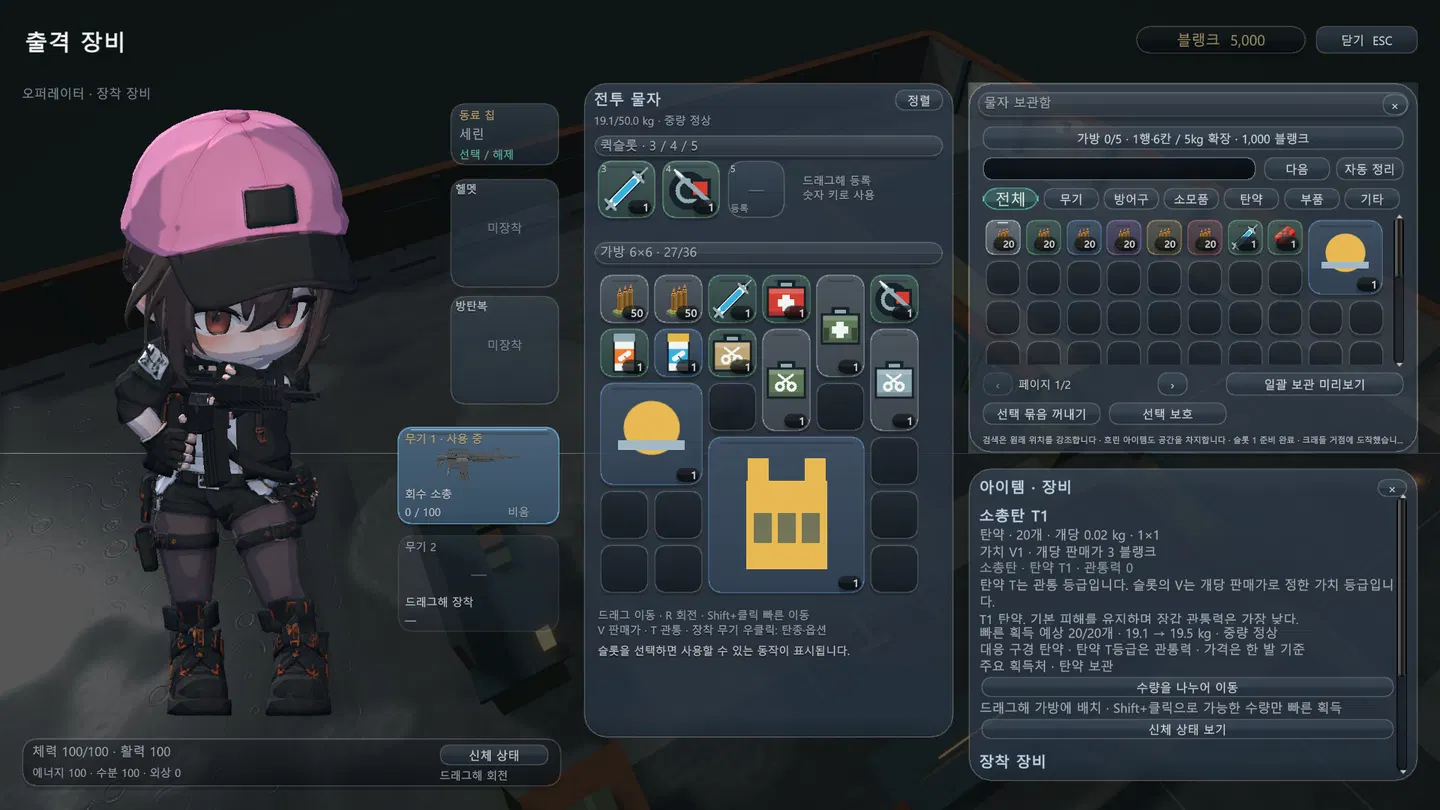 출격 장비
블랭크 5,000
닫기 ESC
오퍼레이터 · 장착 장비
동료 칩
세린
선택 / 해제
헬멧
미장착
방탄복
미장착
무기 1 · 사용 중
회수 소총
0 / 100
비움
무기 2
—
드래그해 장착
—
체력 100/100 · 활력 100
에너지 100 · 수분 100 · 외상 0
신체 상태
드래그해 회전
전투 물자
정렬
19.1/50.0 kg · 중량 정상
퀵슬롯 · 3 / 4 / 5
3
1
4
1
5
—
등록
드래그해 등록
숫자 키로 사용
가방 6×6 · 27/36
50
50
1
1
1
1
1
1
1
1
1
1
1
드래그 이동 · R 회전 · Shift+클릭 빠른 이동
V 판매가 · T 관통 · 장착 무기 우클릭: 탄종·옵션
슬롯을 선택하면 사용할 수 있는 동작이 표시됩니다.
물자 보관함
×
가방 0/5 · 1행·6칸 / 5kg 확장 · 1,000 블랭크
다음
자동 정리
전체
무기
방어구
소모품
탄약
부품
기타
20
20
20
20
20
20
1
1
1
‹
페이지 1/2
›
일괄 보관 미리보기
선택 묶음 꺼내기
선택 보호
검색은 원래 위치를 강조합니다 · 흐린 아이템도 공간을 차지합니다 · 슬롯 1 준비 완료 · 크래들 거점에 도착했습니...
아이템 · 장비
×
소총탄 T1
탄약 · 20개 · 개당 0.02 kg · 1×1
가치 V1 · 개당 판매가 3 블랭크
소총탄 · 탄약 T1 · 관통력 0
탄약 T는 관통 등급입니다. 슬롯의 V는 개당 판매가로 정한 가치 등급입니
다.
T1 탄약. 기본 피해를 유지하며 장갑 관통력은 가장 낮다.
빠른 획득 예상 20/20개 · 19.1 → 19.5 kg · 중량 정상
대응 구경 탄약 · 탄약 T등급은 관통력 · 가격은 한 발 기준
주요 획득처 · 탄약 보관
수량을 나누어 이동
드래그해 가방에 배치 · Shift+클릭으로 가능한 수량만 빠른 획득
신체 상태 보기
장착 장비